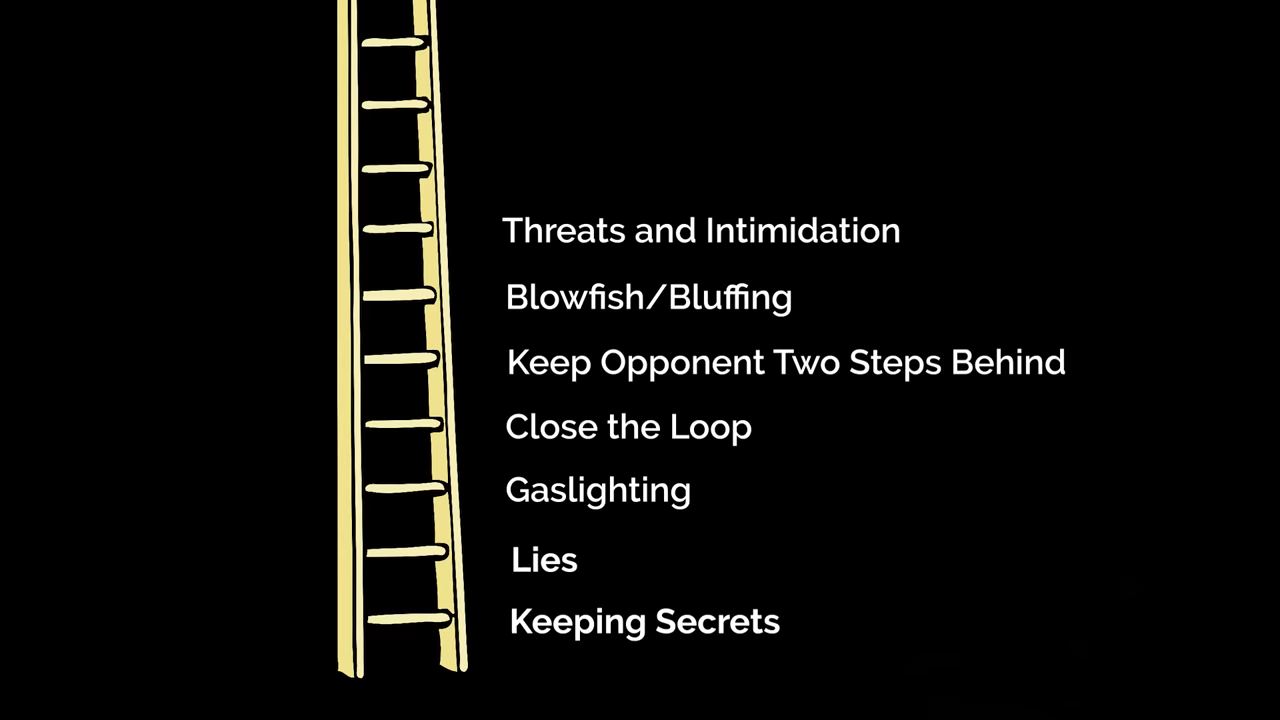 Threats and Intimidation
Blowfish/Bluffing
Keep Opponent Two Steps Behind
Close the Loop
Gaslighting
Lies
Keeping Secrets